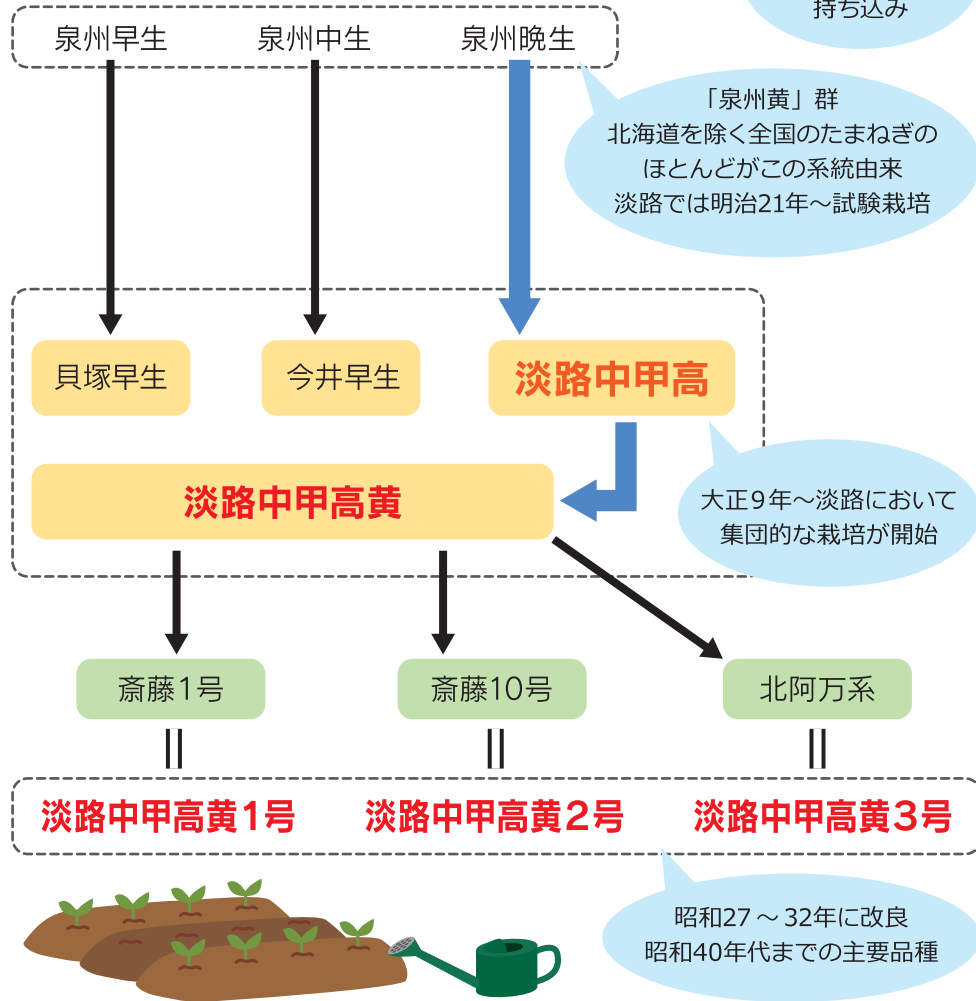 持ち込み
泉州早生
泉州中生
泉州晩生
「泉州黄」群
北海道を除く全国のたまねぎの
ほとんどがこの系統由来
淡路では明治21年～試験栽培
貝塚早生
今井早生
淡路中甲高
淡路中甲高黄
大正9年～淡路において
集団的な栽培が開始
斎藤1号
斎藤10号
北阿万系
淡路中甲高黄1号
淡路中甲高黄2号
淡路中甲高黄3号
昭和27～32年に改良
昭和40年代までの主要品種